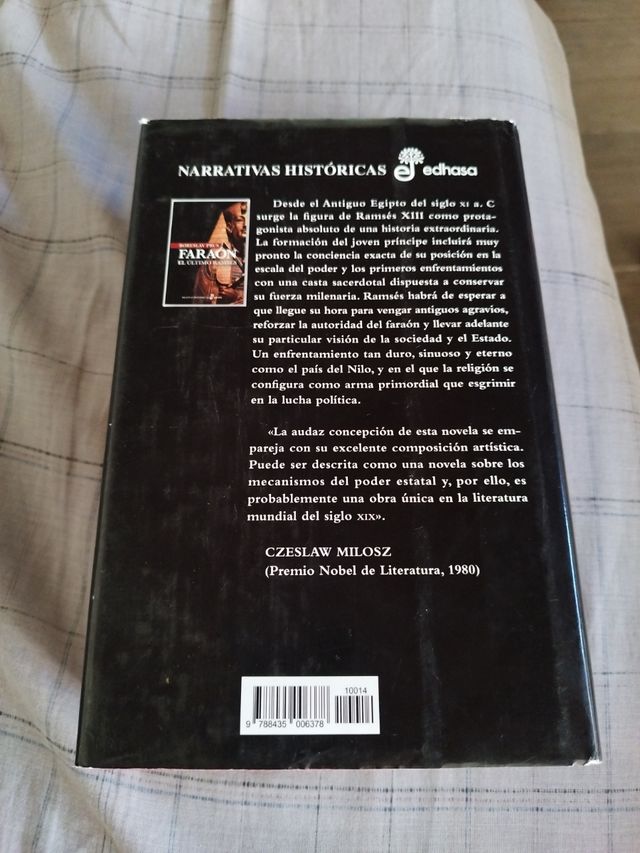 NARRATIVAS HISTÓRICAS edhasa
BOLESLAV PRUS
FARAÓN
EL ÚLTIMO RAMSÉS
Desde el Antiguo Egipto del siglo XI a. C
surge la figura de Ramsés XIII como prota-
gonista absoluto de una historia extraordinaria.
La formación del joven príncipe incluirá muy
pronto la conciencia exacta de su posición en la
escala del poder y los primeros enfrentamientos
con una casta sacerdotal dispuesta a conservar
su fuerza milenaria. Ramsés habrá de esperar a
que llegue su hora para vengar antiguos agravios,
reforzar la autoridad del faraón y llevar adelante
su particular visión de la sociedad y el Estado.
Un enfrentamiento tan duro, sinuoso y eterno
como el país del Nilo, y en el que la religión se
configura como arma primordial que esgrimir
en la lucha política.
«La audaz concepción de esta novela se em-
pareja con su excelente composición artística.
Puede ser descrita como una novela sobre los
mecanismos del poder estatal y, por ello, es
probablemente una obra única en la literatura
mundial del siglo XIX».
CZESLAW MILOSZ
(Premio Nobel de Literatura, 1980)
10014
9 788435 006378